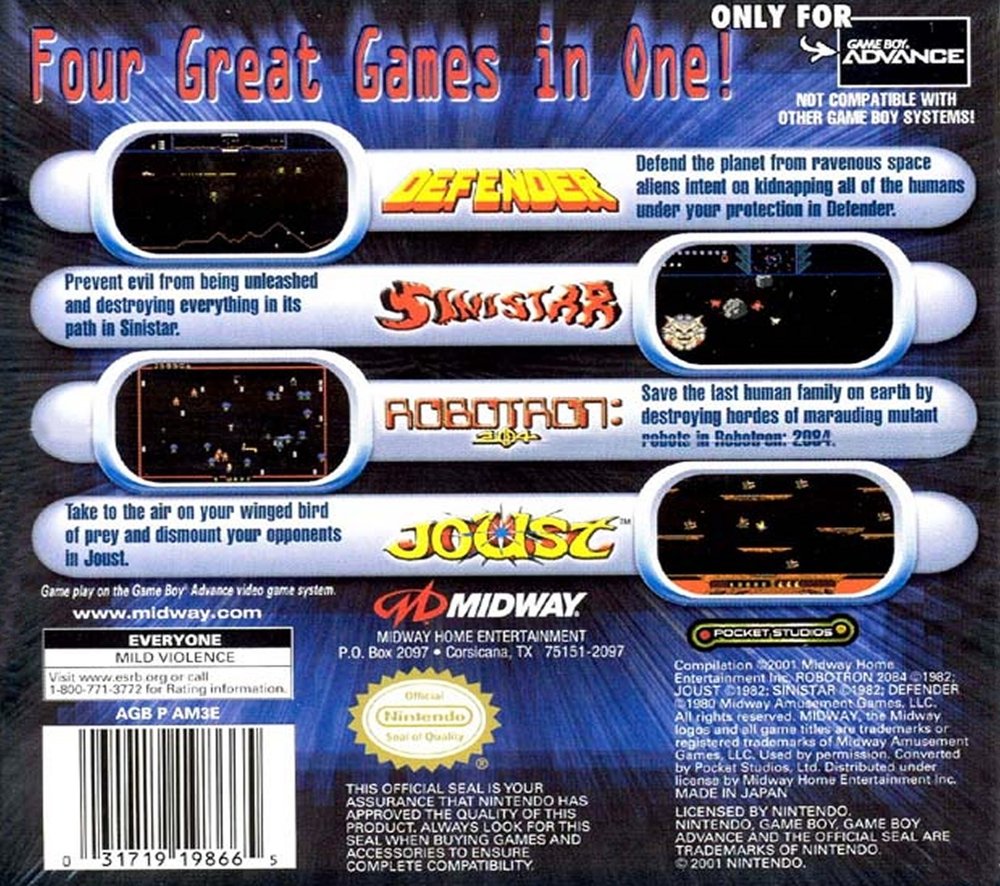 Four Great Games in One!
ONLY FOR
GAME BOY
ADVANCE
NOT COMPATIBLE WITH
OTHER GAME BOY SYSTEMS!
DEFENDER
Defend the planet from ravenous space
aliens intent on kidnapping all of the humans
under your protection in Defender.
Prevent evil from being unleashed
and destroying everything in its
path in Sinistar.
SINISTAR
ROBOTRON:
2084
Save the last human family on earth by
destroying hordes of marauding mutant
robots in Robotron: 2084.
Take to the air on your winged bird
of prey and dismount your opponents
in Joust.
JOUST™
Game play on the Game Boy® Advance video game system.
www.midway.com
EVERYONE
MILD VIOLENCE
Visit www.esrb.org or call
1-800-771-3772 for Rating information.
AGB P AM3E
0 31719 19866 5
MIDWAY
MIDWAY HOME ENTERTAINMENT
P.O. Box 2097 • Corsicana, TX 75151-2097
Official
Nintendo
Seal of Quality
®
THIS OFFICIAL SEAL IS YOUR
ASSURANCE THAT NINTENDO HAS
APPROVED THE QUALITY OF THIS
PRODUCT. ALWAYS LOOK FOR THIS
SEAL WHEN BUYING GAMES AND
ACCESSORIES TO ENSURE
COMPLETE COMPATIBILITY.
POCKET STUDIOS
Compilation ©2001 Midway Home
Entertainment Inc. ROBOTRON 2084 ©1982;
JOUST ©1982; SINISTAR ©1982; DEFENDER
©1980 Midway Amusement Games, LLC.
All rights reserved. MIDWAY, the Midway
logos and all game titles are trademarks or
registered trademarks of Midway Amusement
Games, LLC. Used by permission. Converted
by Pocket Studios, Ltd. Distributed under
license by Midway Home Entertainment Inc.
MADE IN JAPAN
LICENSED BY NINTENDO.
NINTENDO, GAME BOY, GAME BOY
ADVANCE AND THE OFFICIAL SEAL ARE
TRADEMARKS OF NINTENDO.
© 2001 NINTENDO.